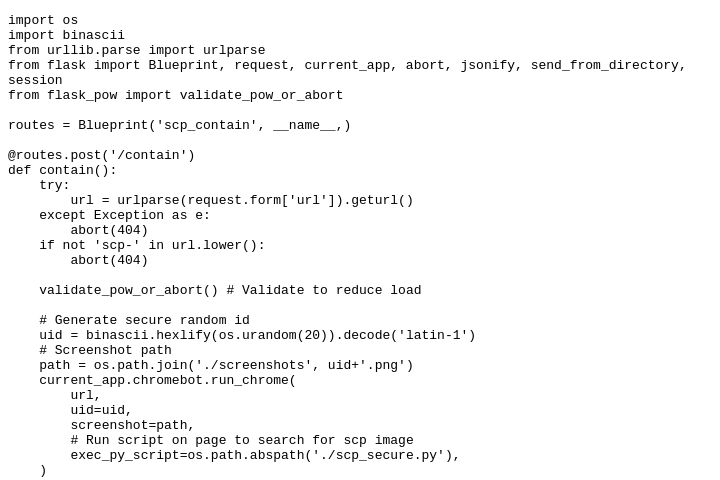 import os
import binascii
from urllib.parse import urlparse
from flask import Blueprint, request, current_app, abort, jsonify, send_from_directory,
session
from flask_pow import validate_pow_or_abort

routes = Blueprint('scp_contain', __name__,)

@routes.post('/contain')
def contain():
    try:
        url = urlparse(request.form['url']).geturl()
    except Exception as e:
        abort(404)
    if not 'scp-' in url.lower():
        abort(404)

    validate_pow_or_abort() # Validate to reduce load

    # Generate secure random id
    uid = binascii.hexlify(os.urandom(20)).decode('latin-1')
    # Screenshot path
    path = os.path.join('./screenshots', uid+'.png')
    current_app.chromebot.run_chrome(
        url,
        uid=uid,
        screenshot=path,
        # Run script on page to search for scp image
        exec_py_script=os.path.abspath('./scp_secure.py'),
    )